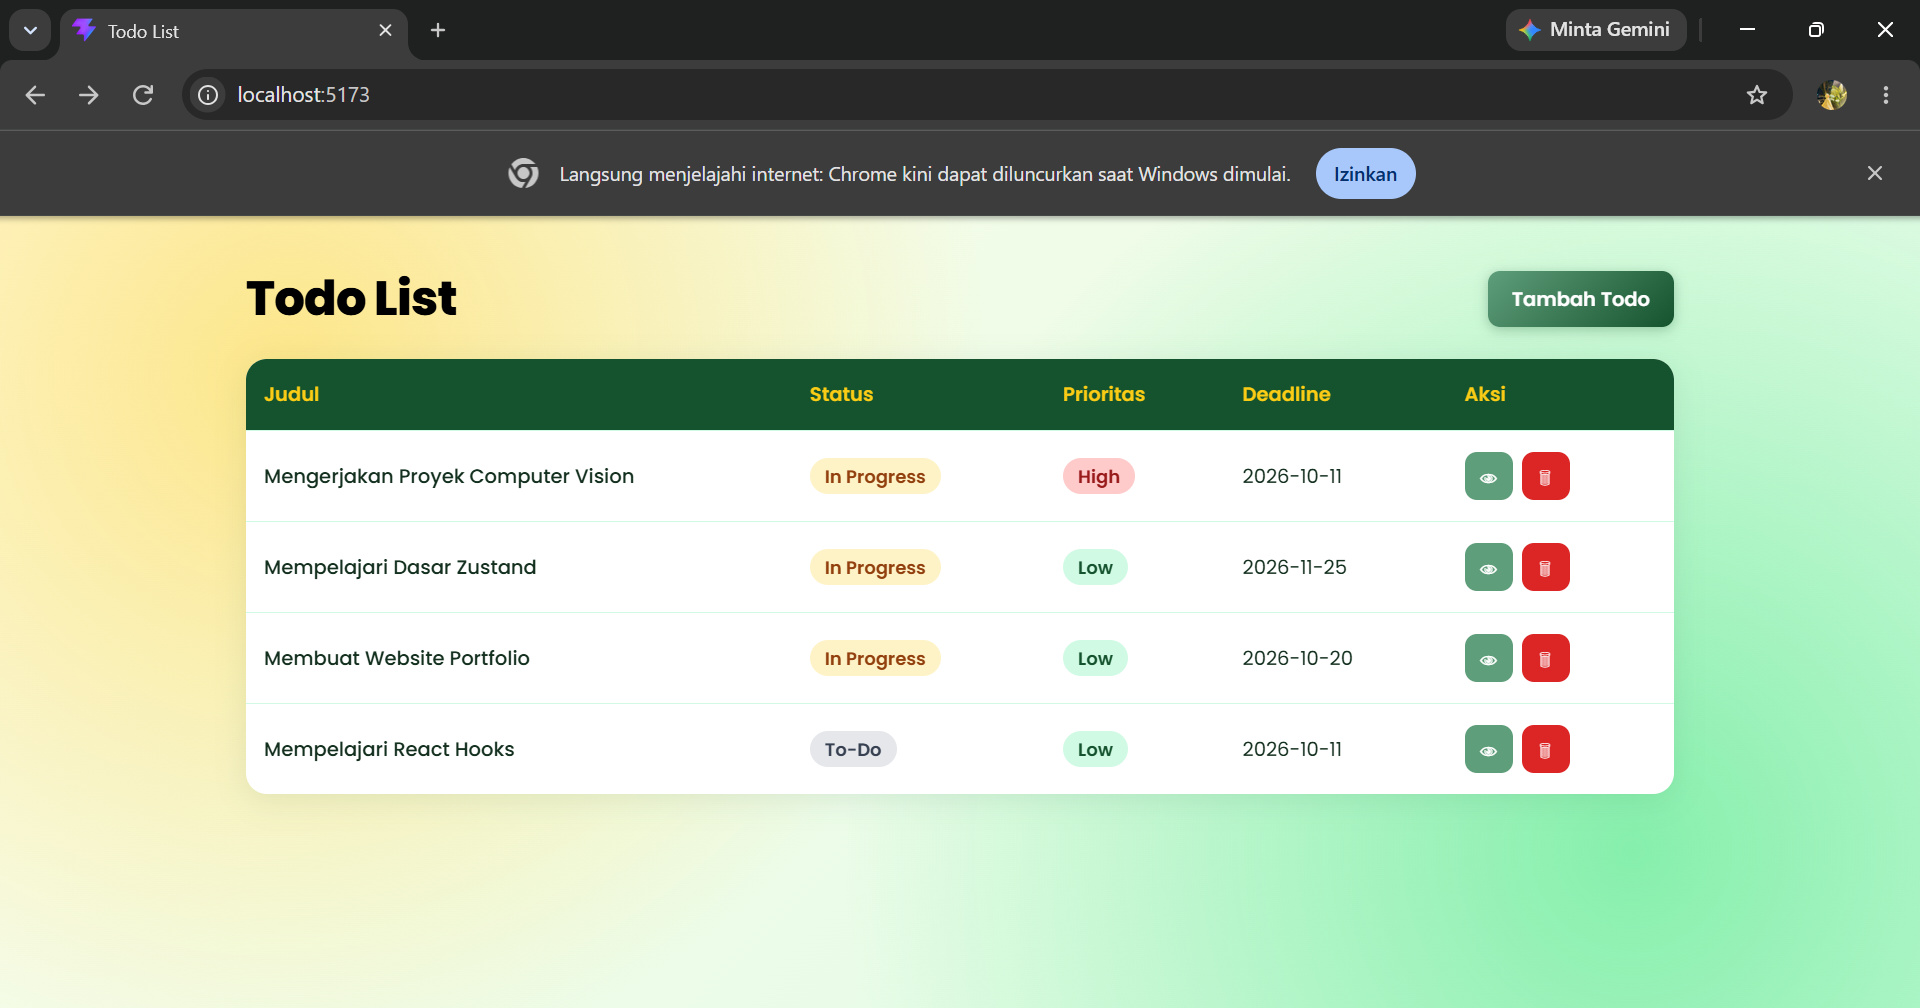 Todo List
Minta Gemini
localhost:5173
Langsung menjelajahi internet: Chrome kini dapat diluncurkan saat Windows dimulai. Izinkan
Todo List
Tambah Todo
Judul Status Prioritas Deadline Aksi
Mengerjakan Proyek Computer Vision In Progress High 2026-10-11
Mempelajari Dasar Zustand In Progress Low 2026-11-25
Membuat Website Portfolio In Progress Low 2026-10-20
Mempelajari React Hooks To-Do Low 2026-10-11